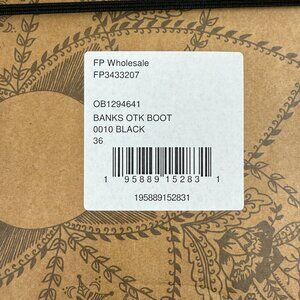 FP Wholesale
FP3433207
OB1294641
BANKS OTK BOOT
0010 BLACK
36
1 95889 15283 1
195889152831